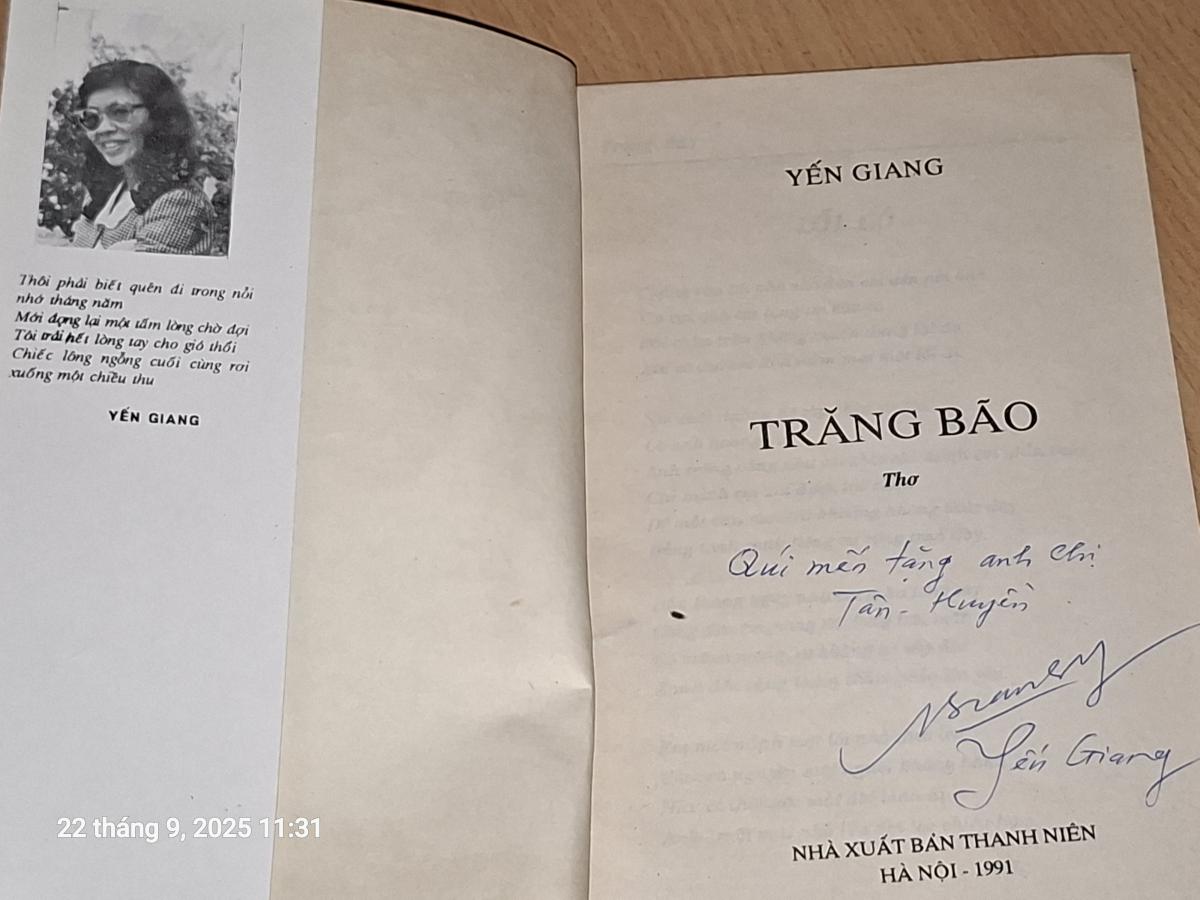 Thôi phải biết quên đi trong nỗi
nhớ tháng năm
Mới đọng lại một tấm lòng chờ đợi
Tôi trải hết lòng tay cho gió thổi
Chiếc lông ngỗng cuối cùng rơi
xuống một chiều thu
YẾN GIANG
22 tháng 9, 2025 11:31
YẾN GIANG
TRĂNG BÃO
Thơ
Quí mến tặng anh chị
Tân - Huyền
Yến Giang
NHÀ XUẤT BẢN THANH NIÊN
HÀ NỘI - 1991